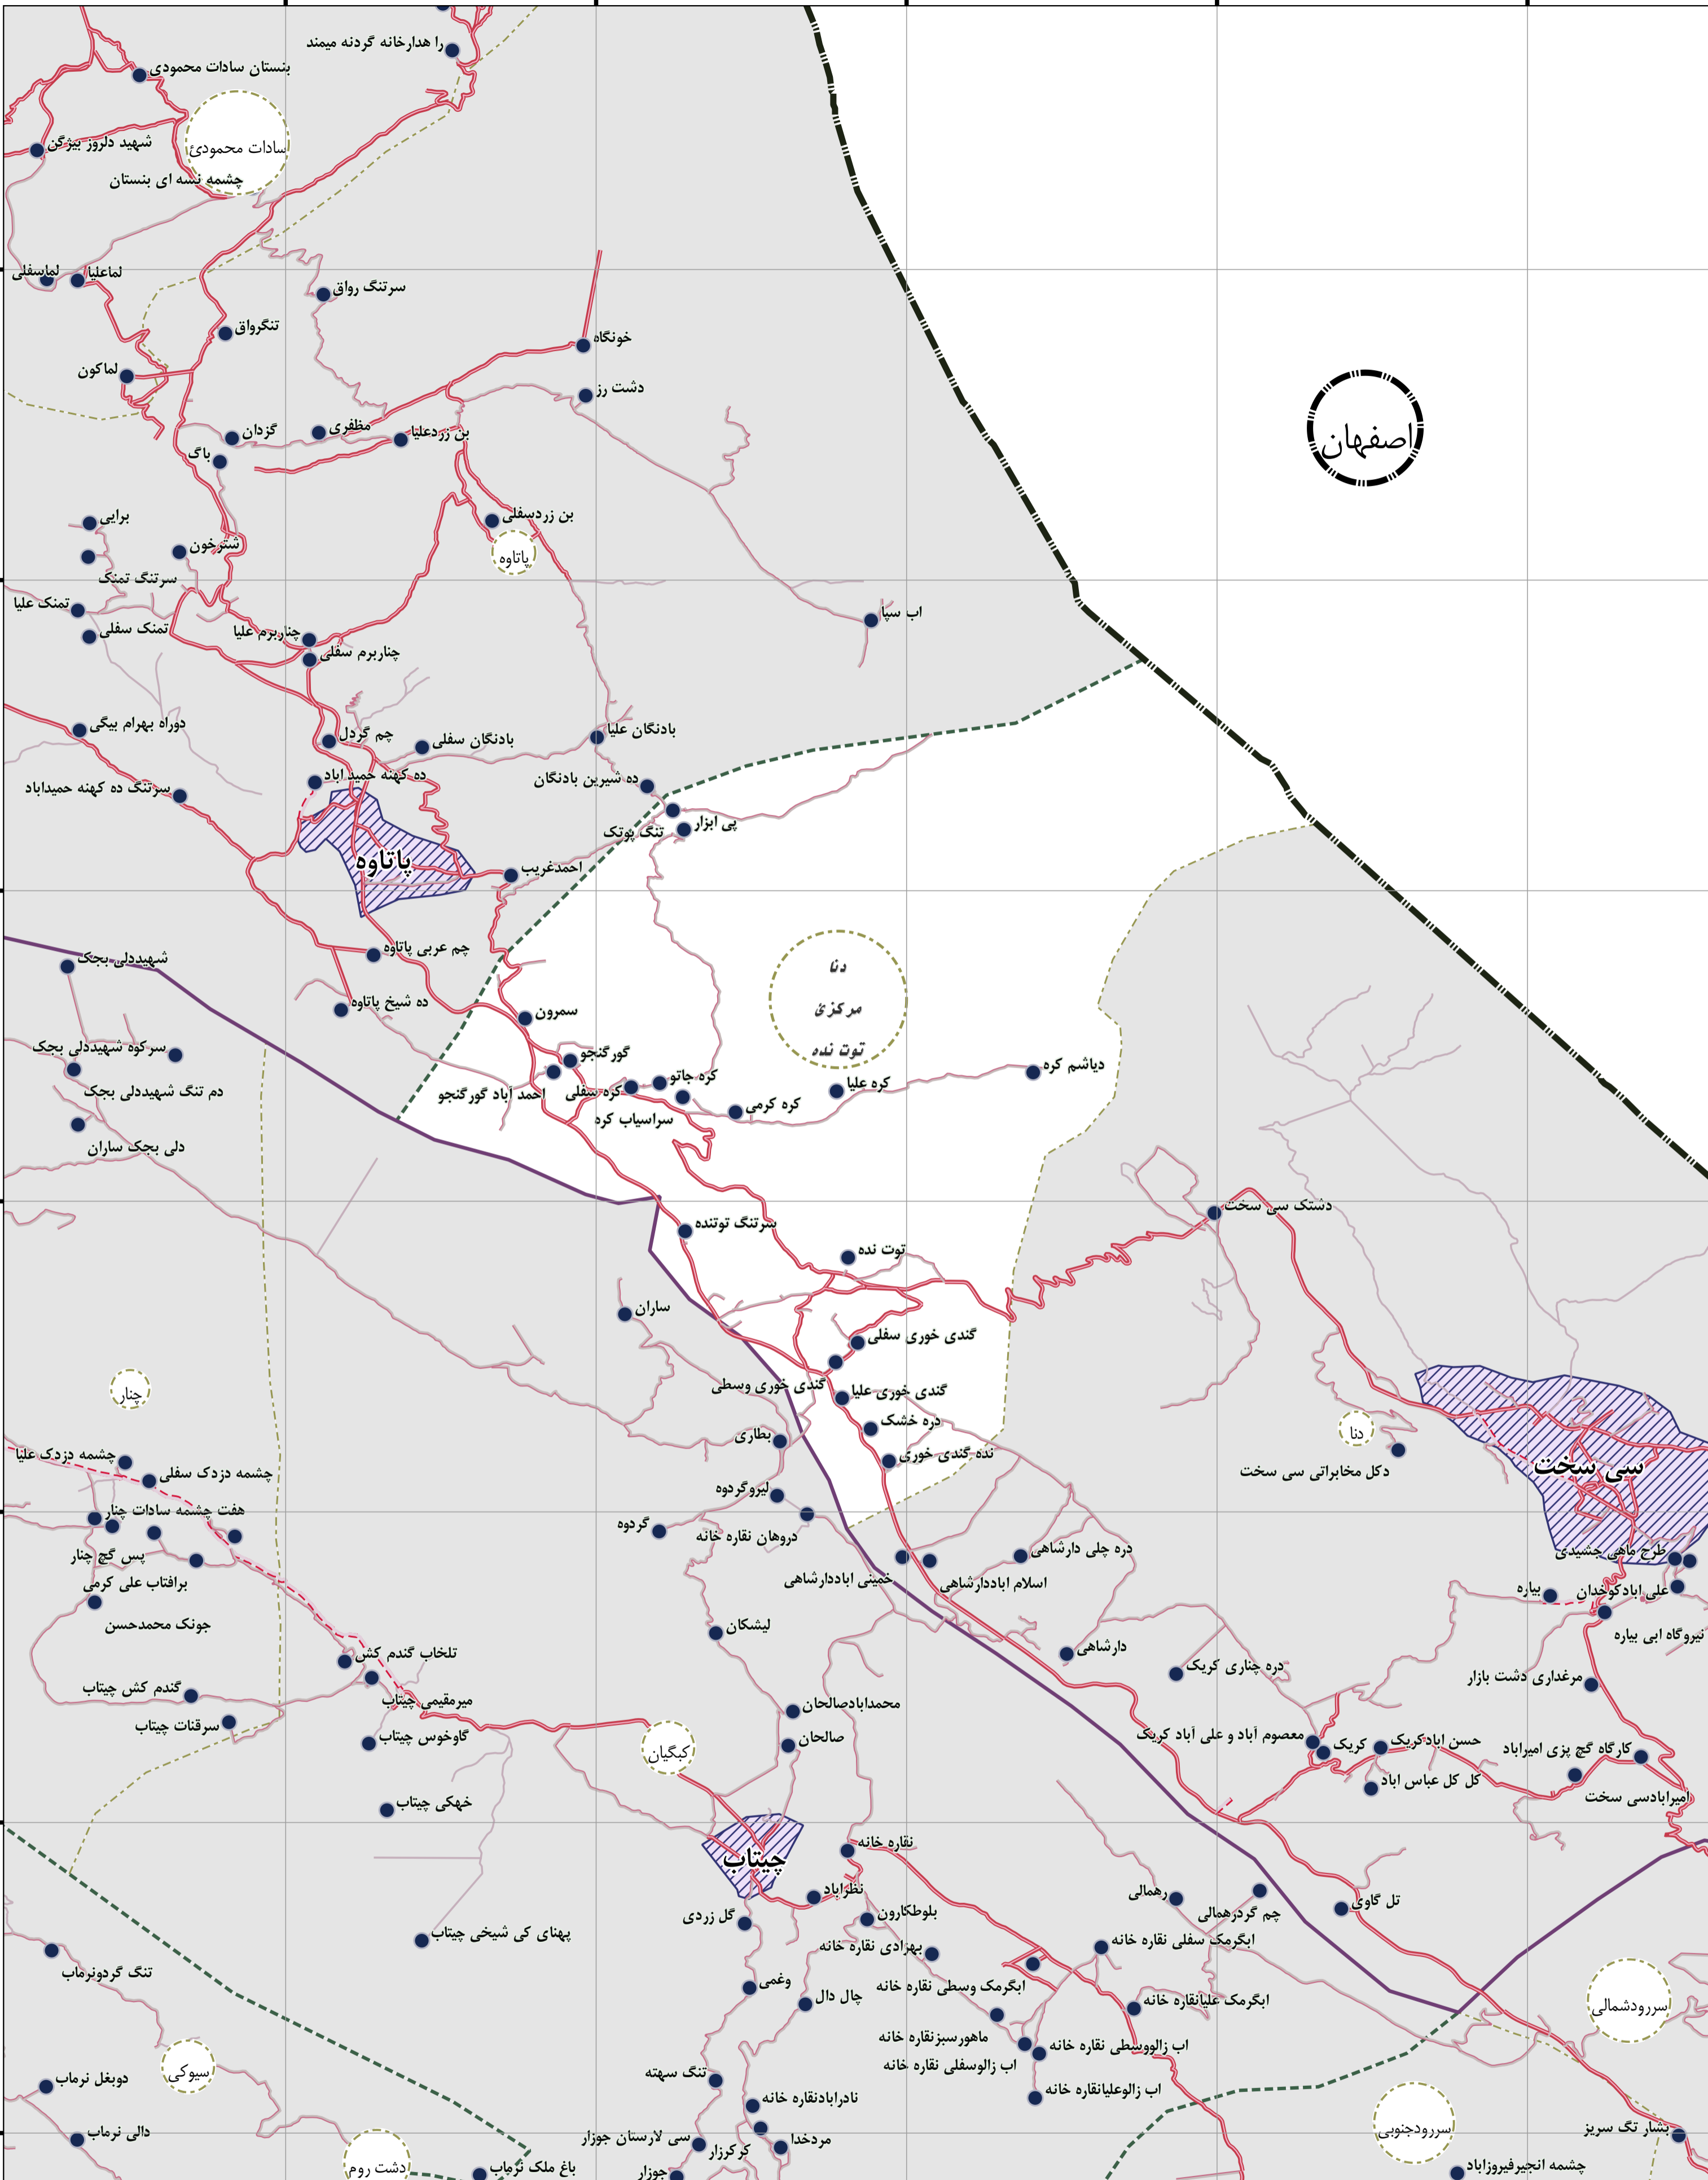 را هدارخانه گردنه میمند
بنستان سادات محمودی
شهید دلروز بیژگن
سادات محمودئ
چشمه نسه ای بنستان
لماسفلی
لماعلیا
سرتنگ رواق
تنگرواق
خونگاه
لماکون
دشت رز
اصفهان
گزدان
مظفری
بن زردعلیا
باگ
برایی
بن زردسفلی
شترخون
پاتاوه
سرتنگ تمنک
تمنک علیا
اب سپا
تمنک سفلی
چناربرم علیا
چناربرم سفلی
دوراه بهرام بیگی
چم گردل
بادنگان سفلی
بادنگان علیا
ده کهنه حمید اباد
ده شیرین بادنگان
سرتنگ ده کهنه حمیداباد
پی ابزار
تنگ پوتک
پاتاوه
احمدغریب
چم عربی پاتاوه
شهیددلی بجک
دنا
مرکزئ
توت نده
ده شیخ پاتاوه
سمرون
سرکوه شهیددلی بجک
گورگنجو
دیاشم کره
کره جاتو
کره علیا
دم تنگ شهیددلی بجک
احمد آباد گورگنجو
کره سفلی
کره کرمی
سراسیاب کره
دلی بجک ساران
دشتک سی سخت
سرتنگ توتنده
توت نده
ساران
گندی خوری سفلی
چنار
گندی خوری وسطی
گندی خوری علیا
دره خشک
دنا
بطاری
نده گندی خوری
چشمه دزدک علیا
چشمه دزدک سفلی
دکل مخابراتی سی سخت
سی سخت
لیروگردوه
هفت چشمه سادات چنار
گردوه
دروهان نقاره خانه
پس گچ چنار
دره چلی دارشاهی
طرح ماهی جشیدی
برافتاب علی کرمی
خمینی اباددارشاهی
اسلام اباددارشاهی
بیاره
علی ابادکوخدان
جونک محمدحسن
لیشکان
نیروگاه ابی بیاره
تلخاب گندم کش
دارشاهی
دره چناری کریک
مرغداری دشت بازار
گندم کش چیتاب
میرمقیمی چیتاب
محمدابادصالحان
سرقنات چیتاب
گاوخوس چیتاب
صالحان
کبگیان
معصوم آباد و علی آباد کریک
کریک
حسن ابادکریک
کارگاه گچ پزی امیراباد
کل کل عباس اباد
امیرابادسی سخت
خهکی چیتاب
نقاره خانه
چیتاب
نظراباد
رهمالی
تل گاوی
چم گردرهمالی
گل زردی
بلوطکارون
پهنای کی شیخی چیتاب
بهزادی نقاره خانه
ابگرمک سفلی نقاره خانه
تنگ گردونرماب
وغمی
ابگرمک وسطی نقاره خانه
چال دال
ابگرمک علیانقاره خانه
سررودشمالی
ماهورسبزنقاره خانه
اب زالووسطی نقاره خانه
سیوکی
تنگ سهته
اب زالوسفلی نقاره خانه
دوبغل نرماب
نادرابادنقاره خانه
اب زالوعلیانقاره خانه
سررودجنوبی
بشار تگ سریز
دالی نرماب
سی لارستان جوزار
کرکرزار
مردخدا
دشت روم
باغ ملک نرماب
جوزار
چشمه انجیرفیروزاباد